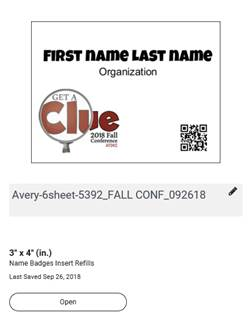 FIRST NAME LAST NAME
Organization
GET A
Clue
2018 Fall
Conference
Avery-6sheet-5392_FALL CONF_092618
3" x 4" (in.)
Name Badges Insert Refills
Last Saved Sep 26, 2018
Open